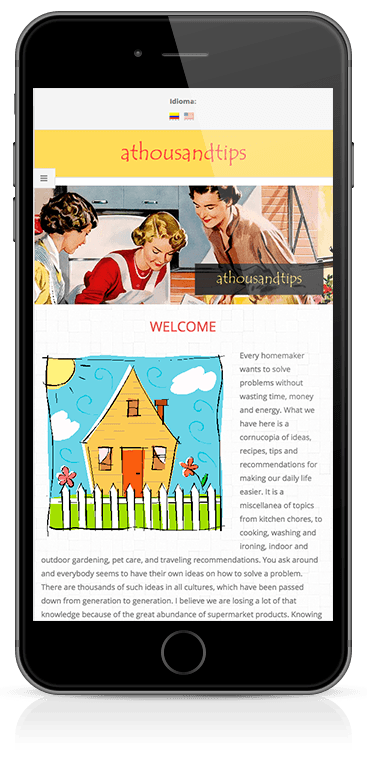 Idioma:
athousandtips
athousandtips
WELCOME
Every homemaker
wants to solve
problems without
wasting time, money
and energy. What we
have here is a
cornucopia of ideas,
recipes, tips and
recommendations for
making our daily life
easier. It is a
miscellanea of topics
from kitchen chores, to
cooking, washing and
ironing, indoor and
outdoor gardening, pet care, and traveling recommendations. You ask around
and everybody seems to have their own ideas on how to solve a problem.
There are thousands of such ideas in all cultures, which have been passed
down from generation to generation. I believe we are losing a lot of that
knowledge because of the great abundance of supermarket products. Knowing